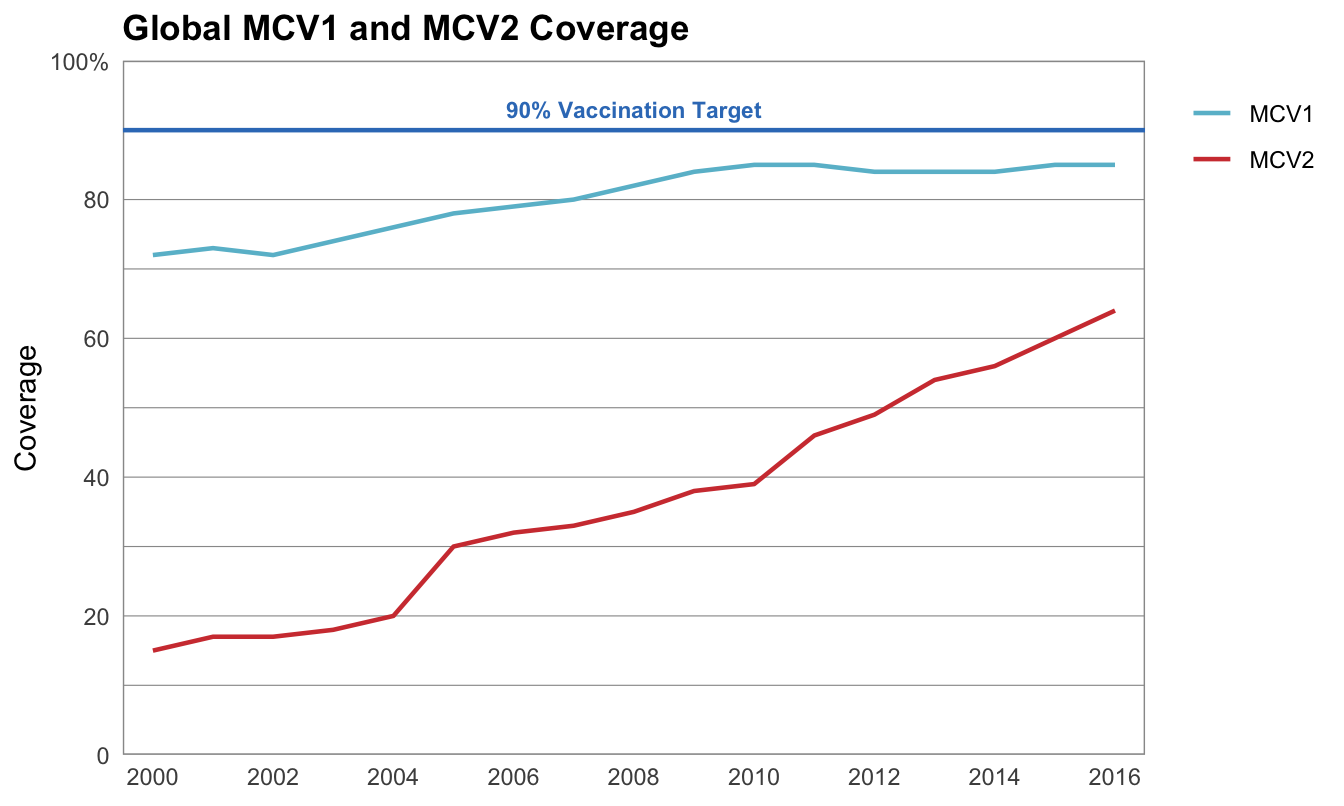 Global MCV1 and MCV2 Coverage
100%
90% Vaccination Target
MCV1
MCV2
80
60
Coverage
40
20
0
2000 2002 2004 2006 2008 2010 2012 2014 2016